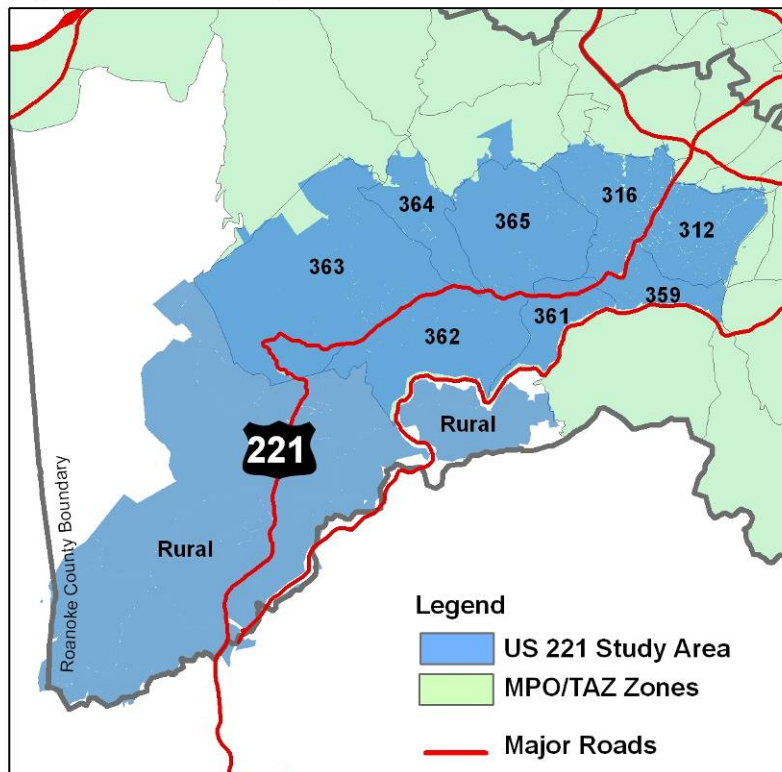 316
364
365
312
363
359
361
362
Rural
221
Rural
Roanoke County Boundary
Legend
US 221 Study Area
MPO/TAZ Zones
Major Roads